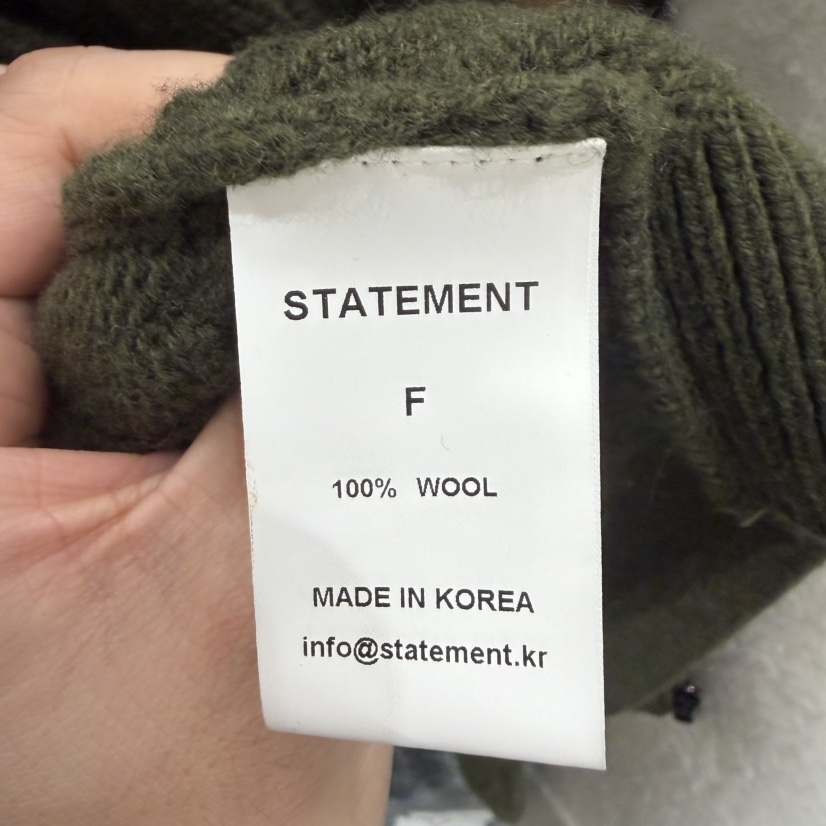 STATEMENT
F
100% WOOL
MADE IN KOREA
info@statement.kr